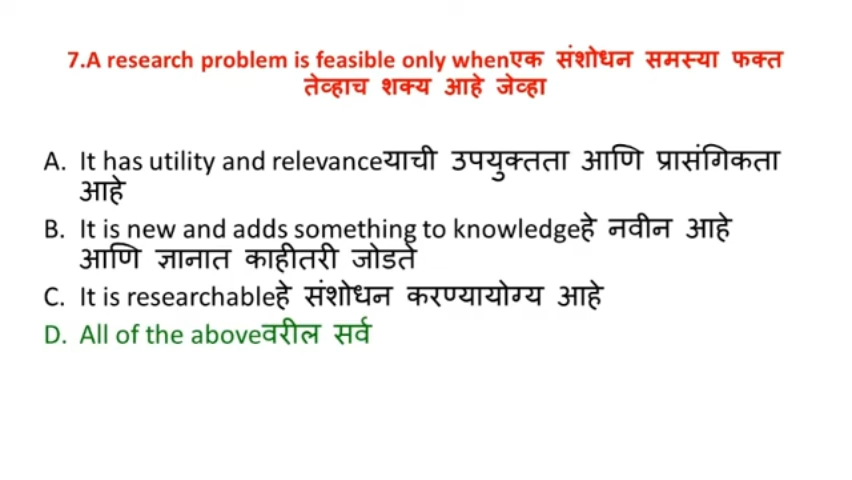 7.A research problem is feasible only whenएक संशोधन समस्या फक्त
तेव्हाच शक्य आहे जेव्हा
A. It has utility and relevanceयाची उपयुक्तता आणि प्रासंगिकता
आहे
B. It is new and adds something to knowledgeहे नवीन आहे
आणि ज्ञानात काहीतरी जोडते
C. It is researchableहे संशोधन करण्यायोग्य आहे
D. All of the aboveवरील सर्व